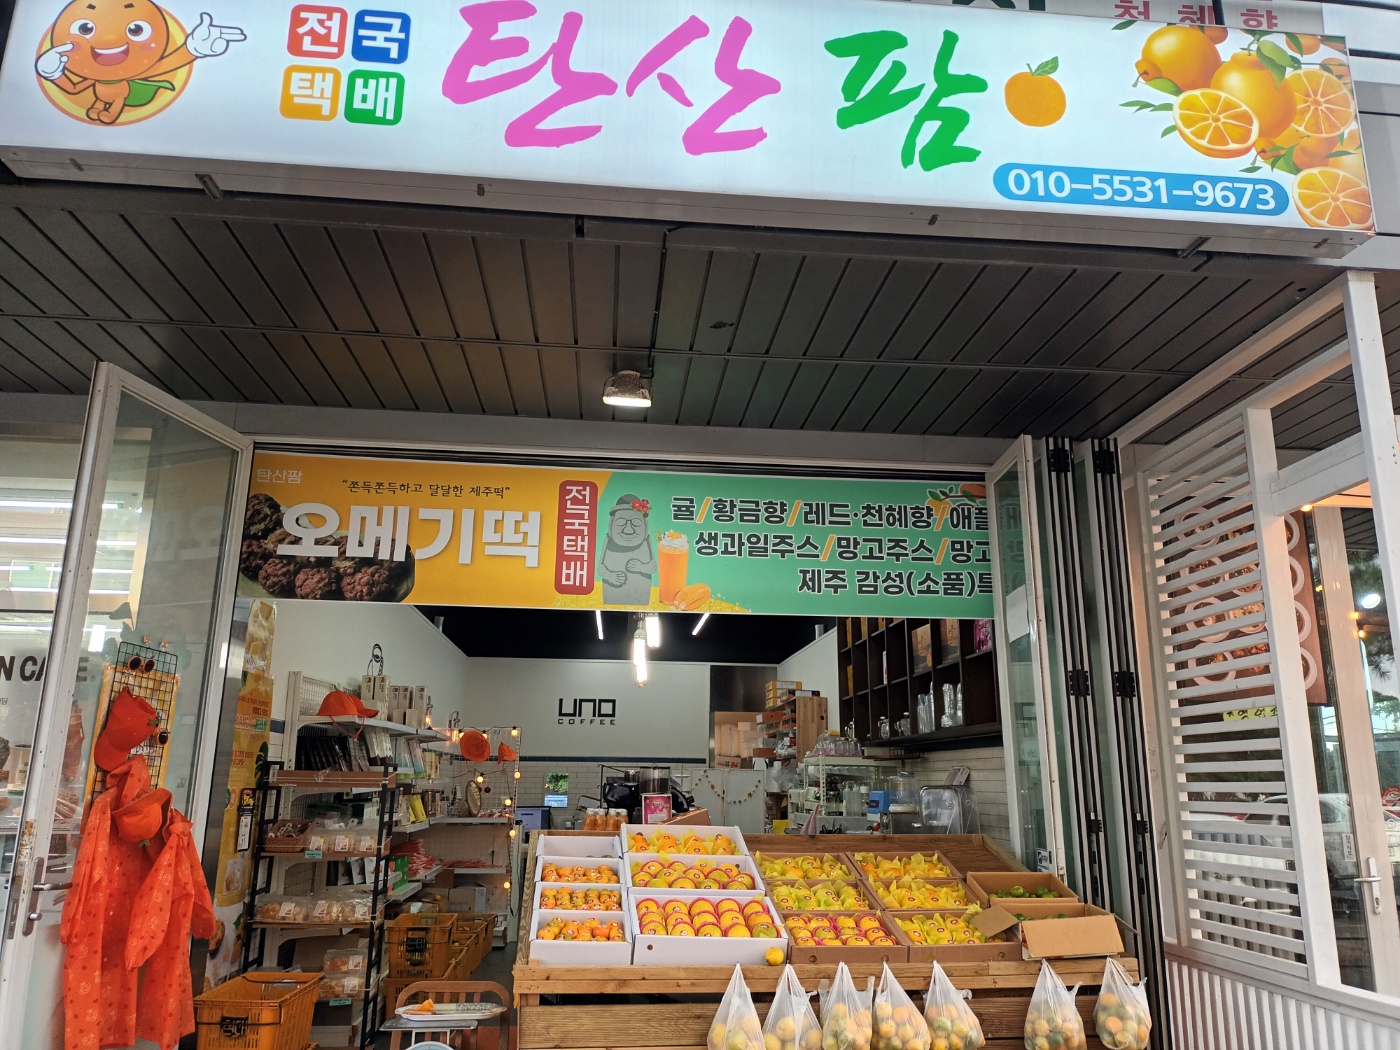 천혜향
전국
택배
탄산팜
010-5531-9673
탄산팜
"쫀득쫀득하고 달달한 제주떡"
오메기떡
전국택배
귤/황금향/레드·천혜향/애플
생과일주스/망고주스/망고
제주 감성(소품)특
UNO
COFFEE